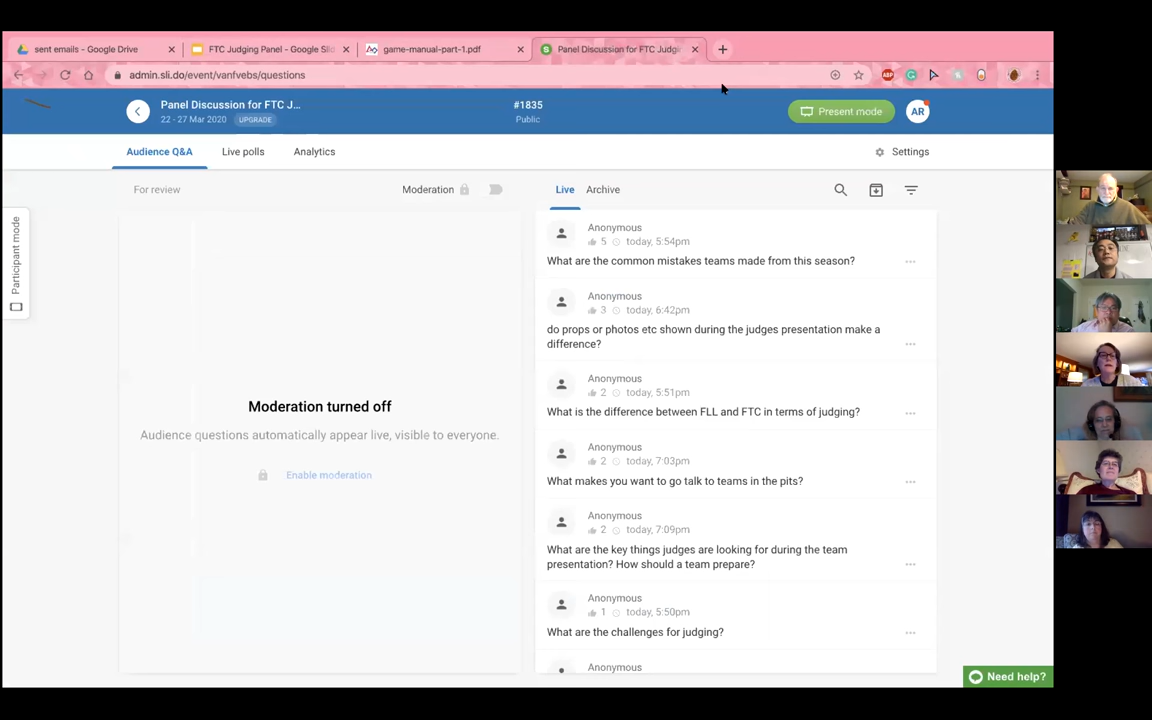 sent emails - Google Drive
FTC Judging Panel - Google Slid
game-manual-part-1.pdf
Panel Discussion for FTC Judgin
admin.sli.do/event/vanfvebs/questions
ABP
Panel Discussion for FTC J...
22 - 27 Mar 2020 UPGRADE
#1835
Public
Present mode
AR
Audience Q&A
Live polls
Analytics
Settings
Participant mode
For review
Moderation
Moderation turned off
Audience questions automatically appear live, visible to everyone.
Enable moderation
Live
Archive
Anonymous
5 today, 5:54pm
What are the common mistakes teams made from this season?
Anonymous
3 today, 6:42pm
do props or photos etc shown during the judges presentation make a
difference?
Anonymous
2 today, 5:51pm
What is the difference between FLL and FTC in terms of judging?
Anonymous
2 today, 7:03pm
What makes you want to go talk to teams in the pits?
Anonymous
2 today, 7:09pm
What are the key things judges are looking for during the team
presentation? How should a team prepare?
Anonymous
1 today, 5:50pm
What are the challenges for judging?
Anonymous
Need help?